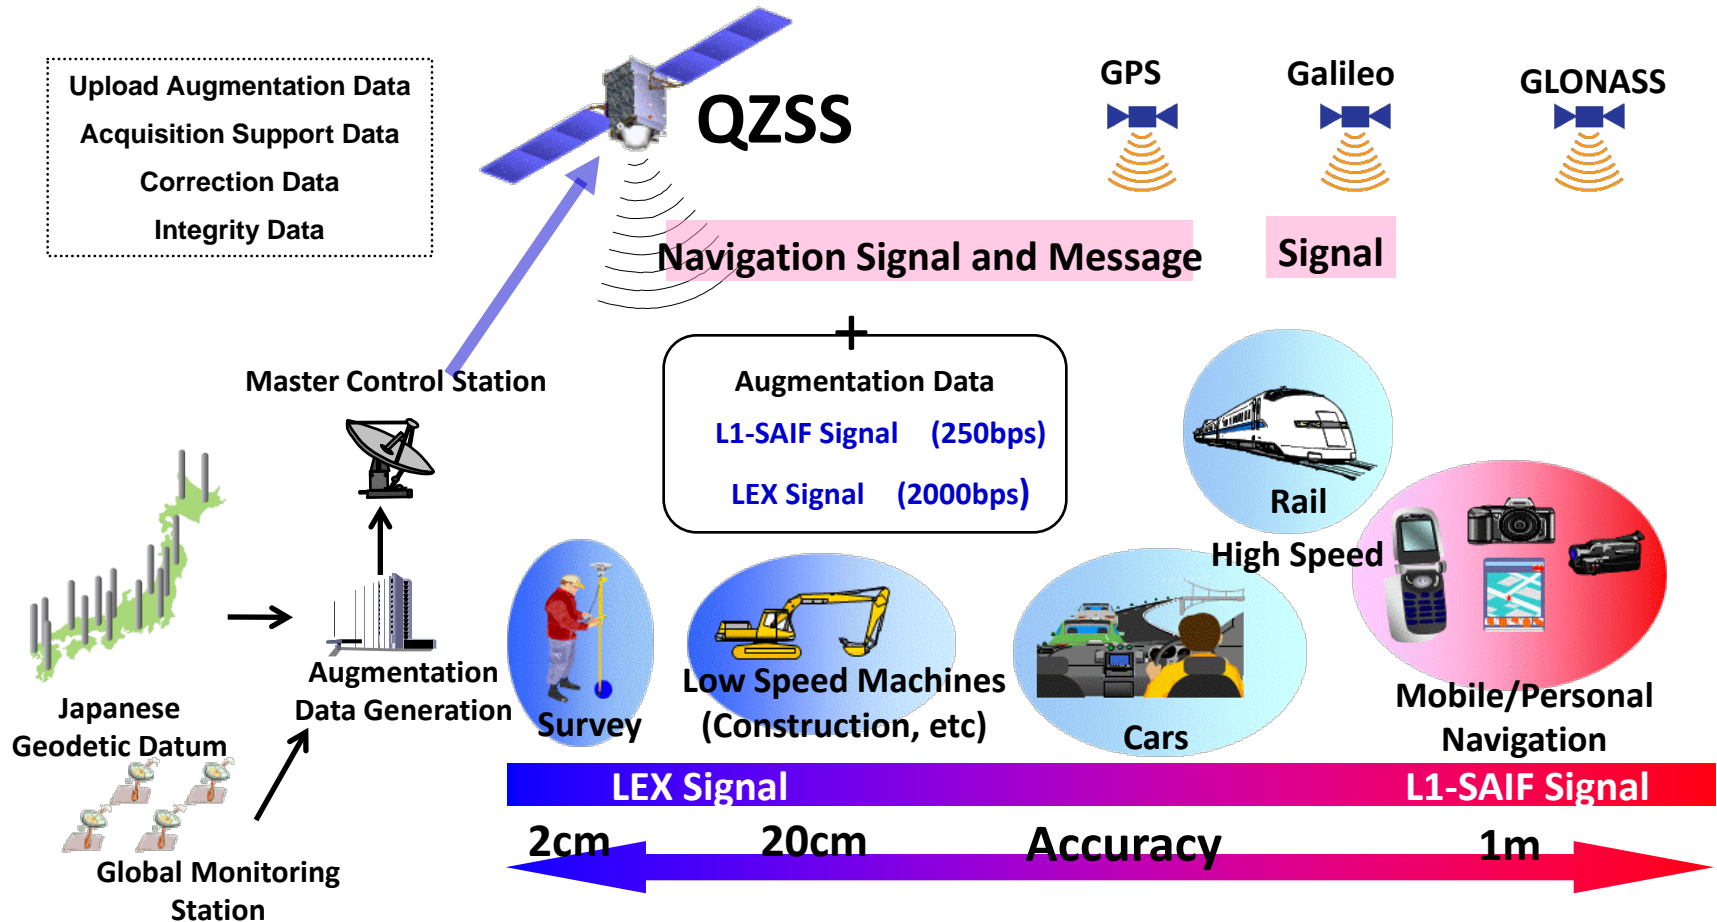 Upload Augmentation Data
Acquisition Support Data
Correction Data
Integrity Data
QZSS
GPS
Galileo
GLONASS
Navigation Signal and Message
Signal
+
Augmentation Data
L1-SAIF Signal (250bps)
LEX Signal (2000bps)
Master Control Station
Augmentation
Data Generation
Japanese
Geodetic Datum
Global Monitoring
Station
Rail
High Speed
Survey
Low Speed Machines
(Construction, etc)
Cars
Mobile/Personal
Navigation
LEX Signal
L1-SAIF Signal
2cm
20cm
Accuracy
1m